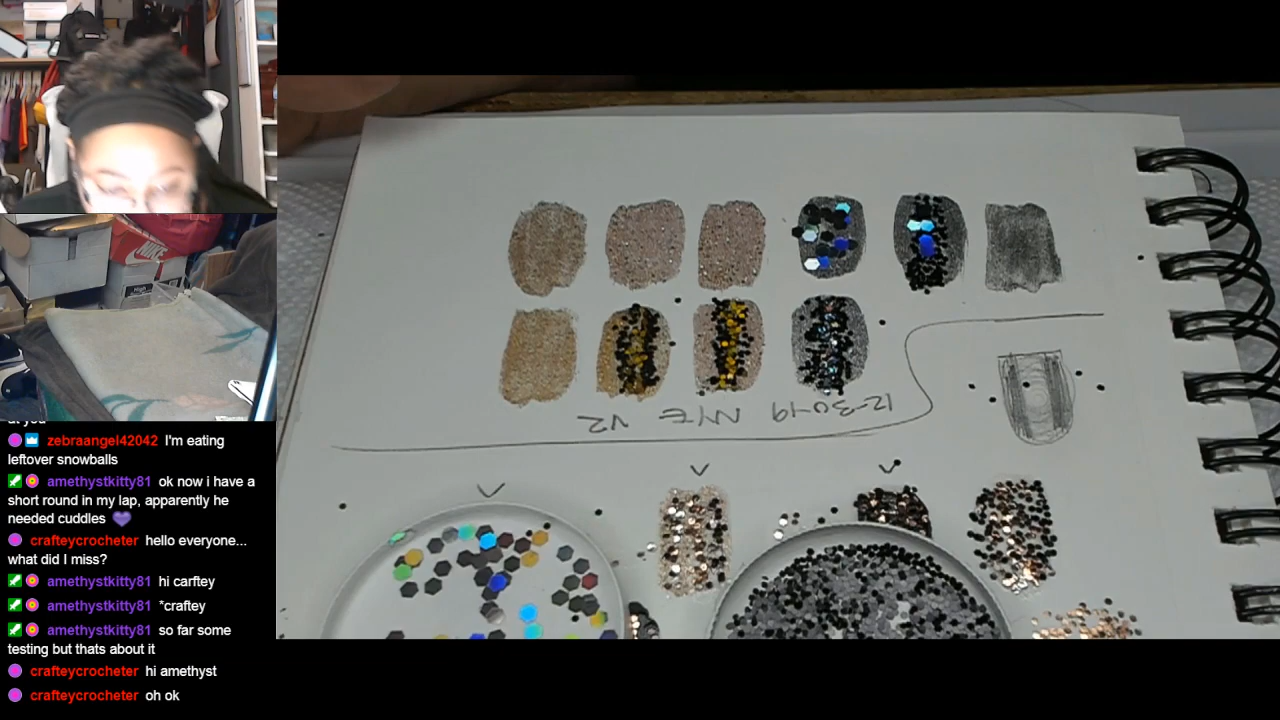 at you
zebraangel42042 I'm eating
leftover snowballs
amethystkitty81 ok now i have a
short round in my lap, apparently he
needed cuddles
crafteycrocheter hello everyone...
what did I miss?
amethystkitty81 hi carftey
amethystkitty81 *craftey
amethystkitty81 so far some
testing but thats about it
crafteycrocheter hi amethyst
crafteycrocheter oh ok
NIKE
12-30-19 NYE V2